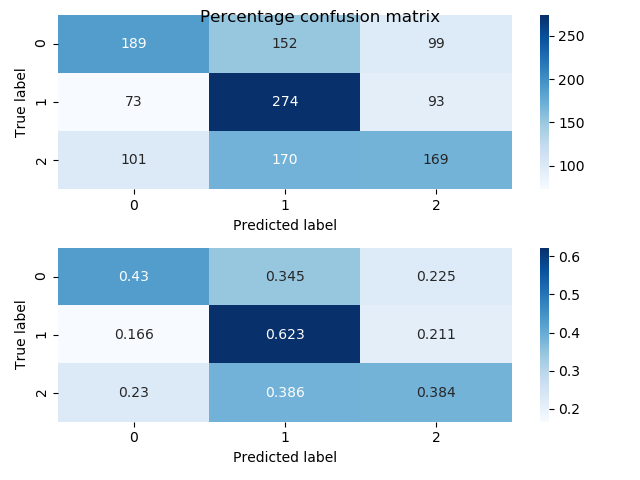 Percentage confusion matrix
True label
0 189 152 99
1 73 274 93
2 101 170 169
0 1 2
Predicted label
250
200
150
100
True label
0 0.43 0.345 0.225
1 0.166 0.623 0.211
2 0.23 0.386 0.384
0 1 2
Predicted label
0.6
0.5
0.4
0.3
0.2